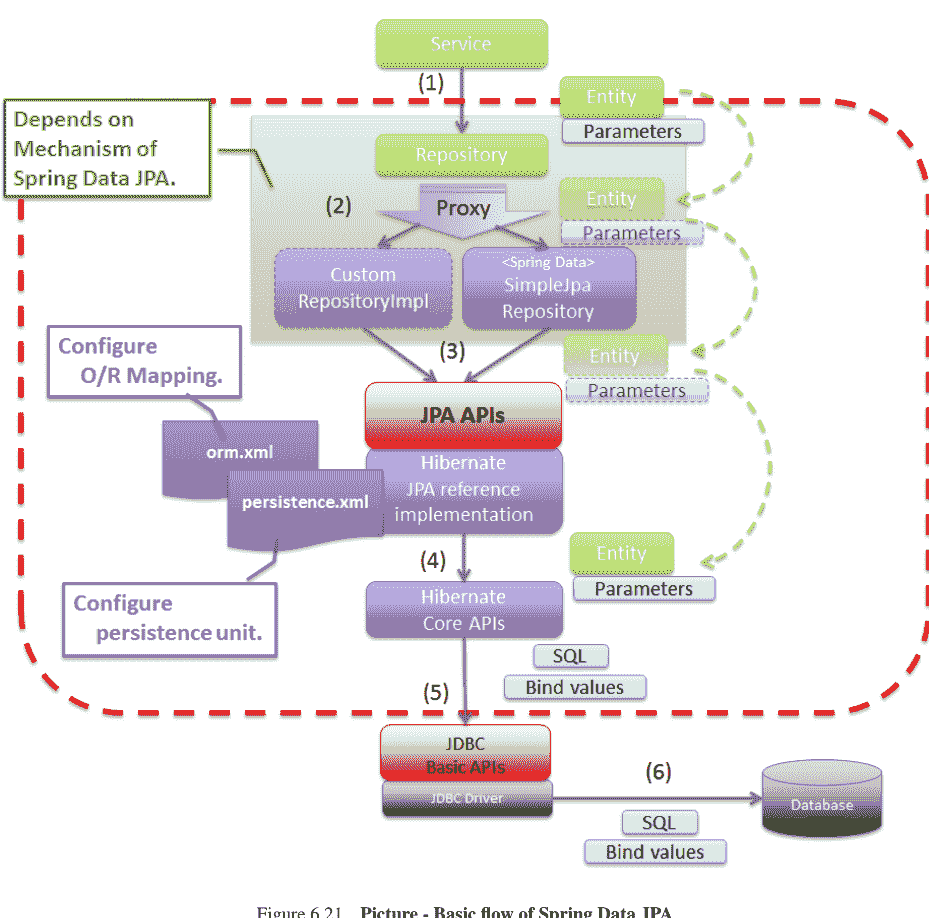 Service
(1)
Entity
Parameters
Depends on
Mechanism of
Spring Data JPA.
Repository
(2)
Proxy
Entity
Parameters
Custom
RepositoryImpl
<Spring Data>
SimpleJpa
Repository
(3)
Entity
Parameters
Configure
O/R Mapping.
JPA APIs
orm.xml
persistence.xml
Hibernate
JPA reference
implementation
(4)
Entity
Parameters
Configure
persistence unit.
Hibernate
Core APIs
SQL
Bind values
(5)
JDBC
Basic APIs
JDBC Driver
(6)
Database
SQL
Bind values
Figure 6.21 Picture - Basic flow of Spring Data JPA